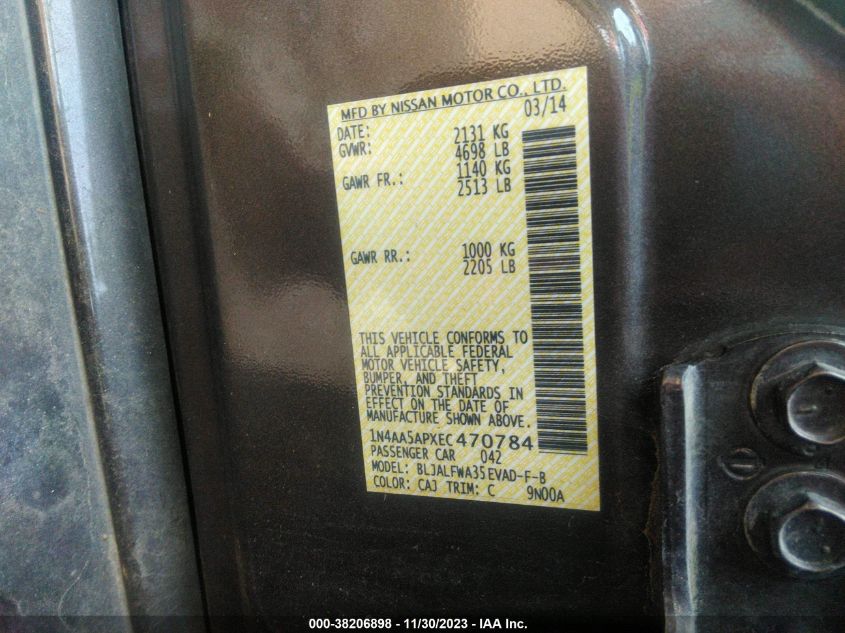 MFD BY NISSAN MOTOR CO., LTD.
DATE: 03/14
GVWR: 2131 KG
4698 LB
GAWR FR.: 1140 KG
2513 LB
GAWR RR.: 1000 KG
2205 LB
THIS VEHICLE CONFORMS TO
ALL APPLICABLE FEDERAL
MOTOR VEHICLE SAFETY,
BUMPER, AND THEFT
PREVENTION STANDARDS IN
EFFECT ON THE DATE OF
MANUFACTURE SHOWN ABOVE.
1N4AA5APXEC470784
PASSENGER CAR 042
MODEL: BLJALFWA35EVAD-F-B
COLOR: CAJ TRIM: C 9N00A
000-38206898 - 11/30/2023 - IAA Inc.